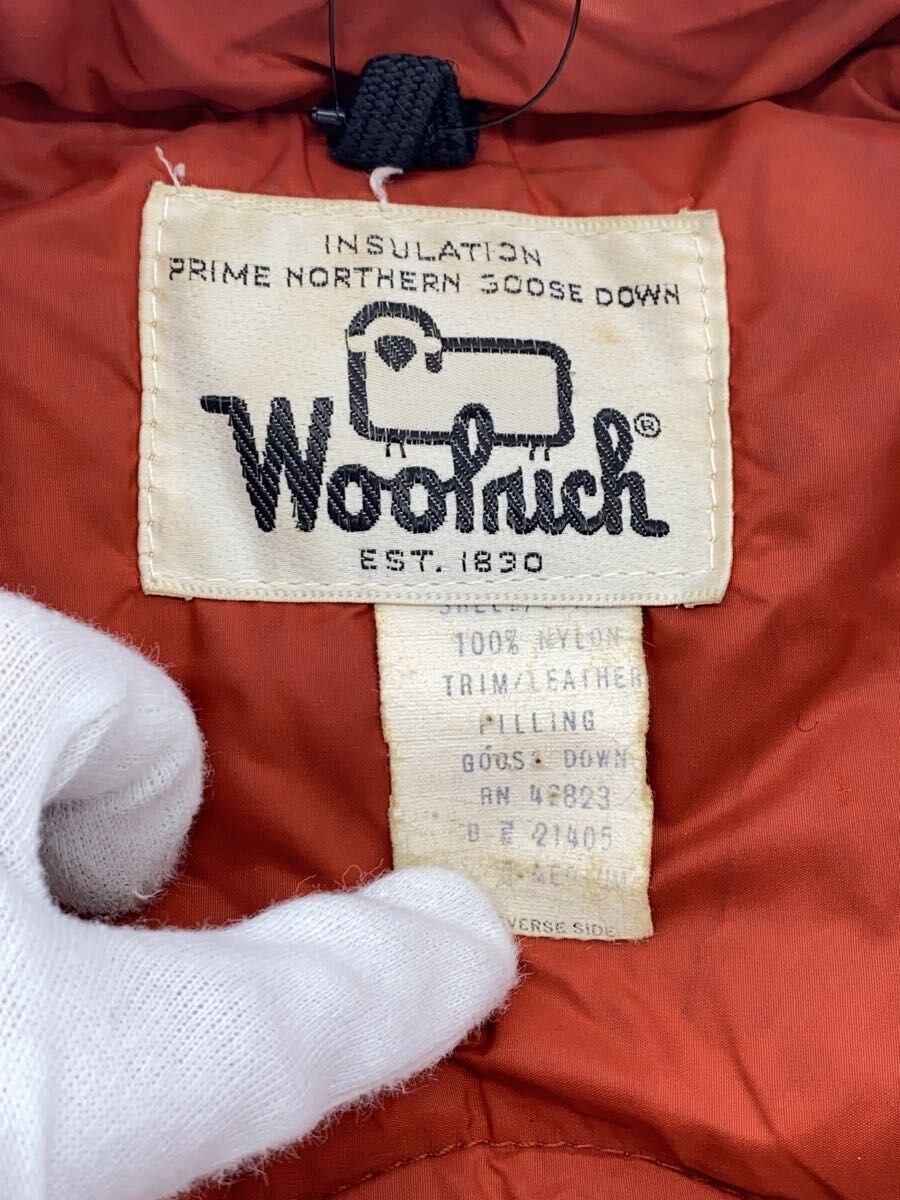 INSULATION
PRIME NORTHERN GOOSE DOWN
Woolrich®
EST. 1830
100% NYLON
TRIM/LEATHER
FILLING
GOOSE DOWN
RN 42823
21405
MEDIUM
VERSE SIDE